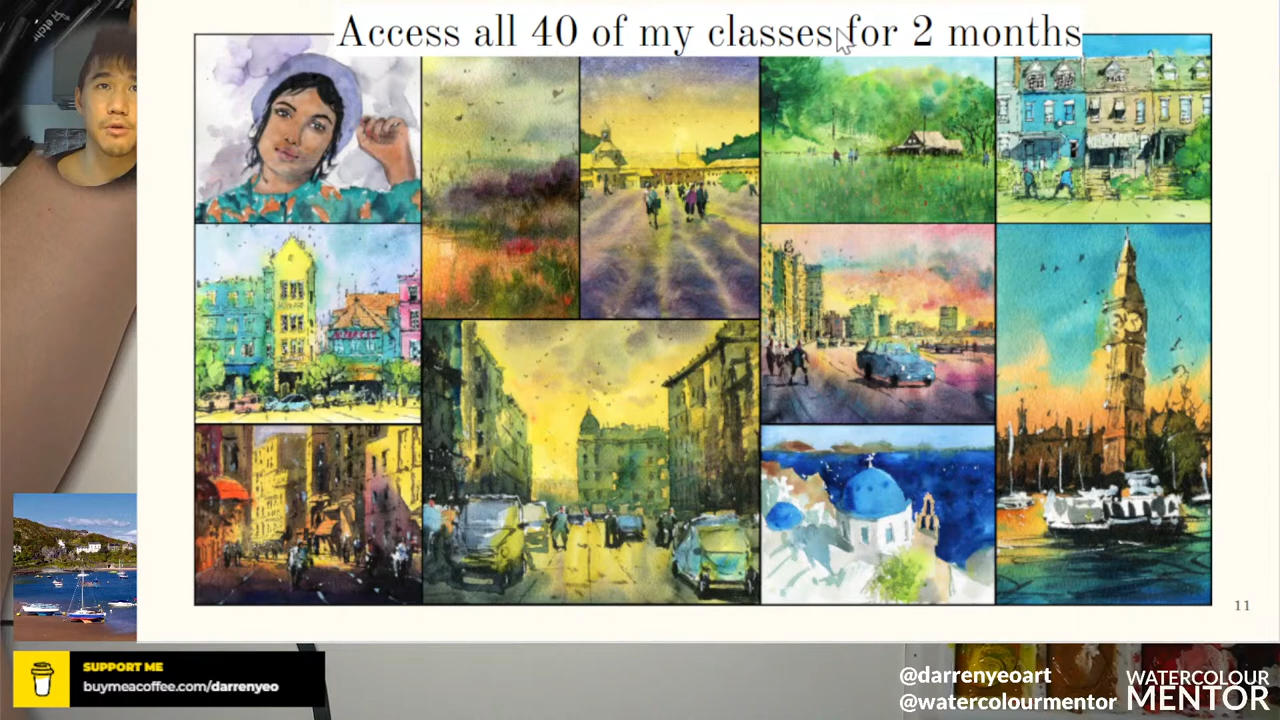 Access all 40 of my classes for 2 months
11
SUPPORT ME
buymeacoffee.com/darrenyeo
@darrenyeoart
@watercolourmentor
WATERCOLOUR
MENTOR
etchr